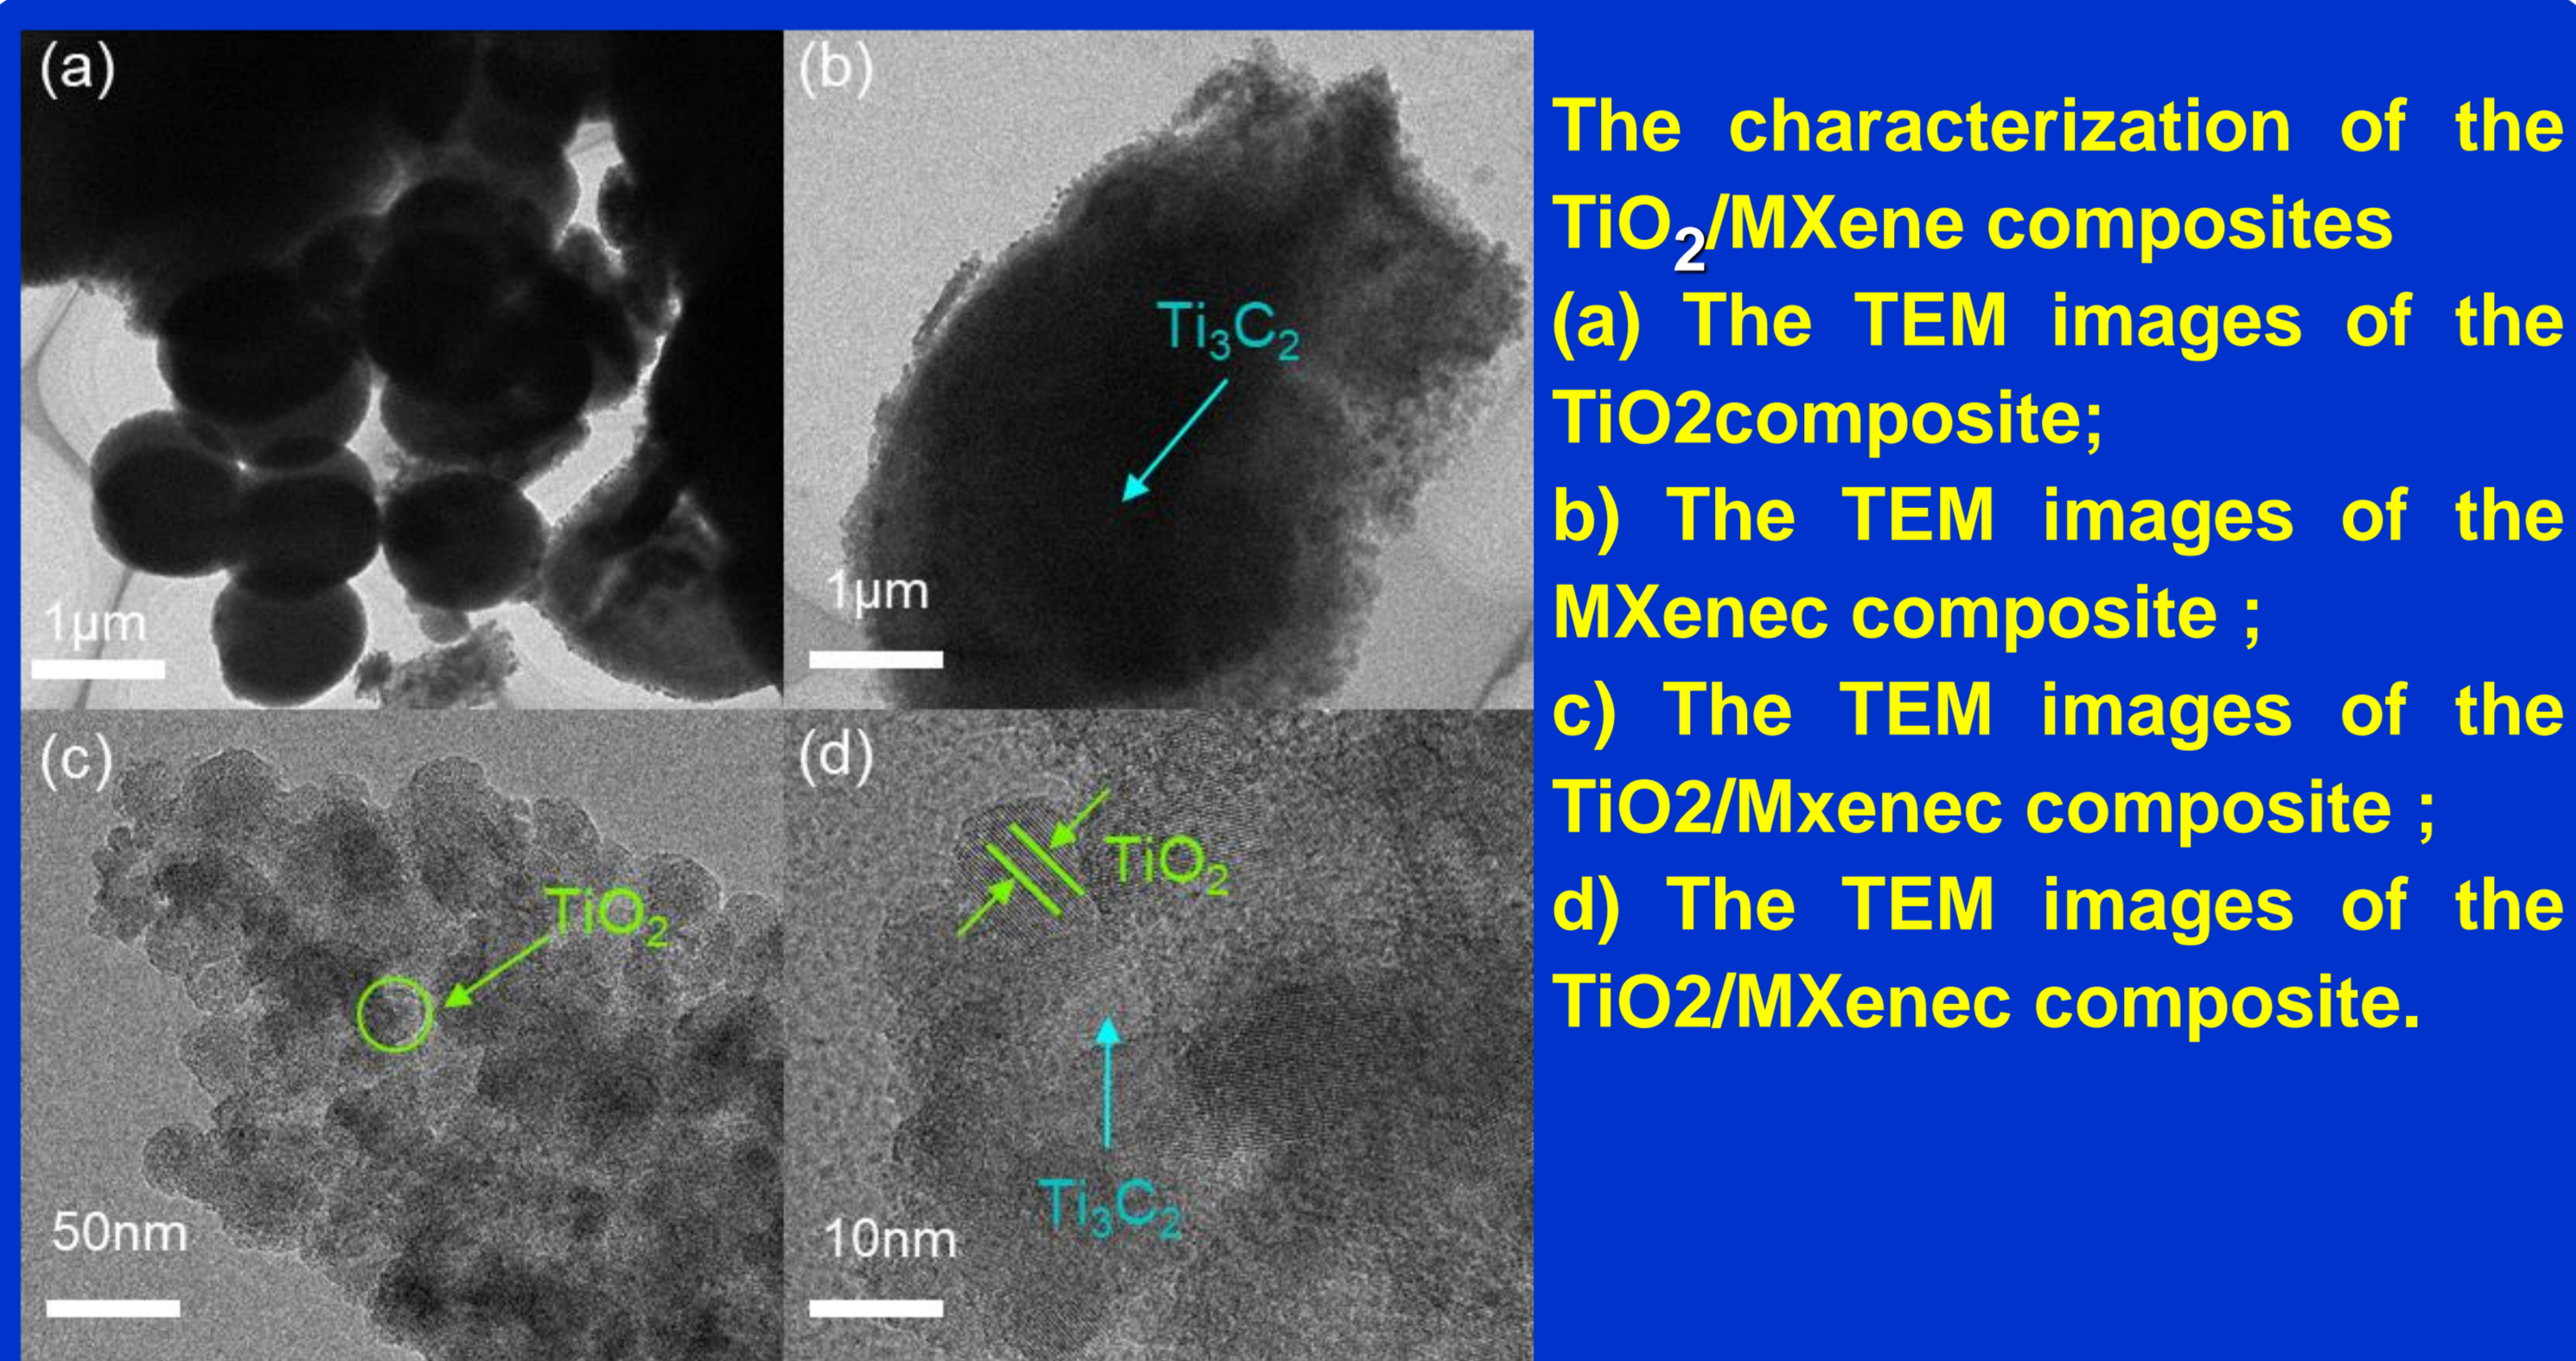 (a)
1µm
(b)
Ti₃C₂
1µm
(c)
TiO₂
50nm
(d)
TiO₂
Ti₃C₂
10nm
The characterization of the
TiO₂/MXene composites
(a) The TEM images of the
TiO2composite;
b) The TEM images of the
MXenec composite ;
c) The TEM images of the
TiO2/Mxenec composite ;
d) The TEM images of the
TiO2/MXenec composite.